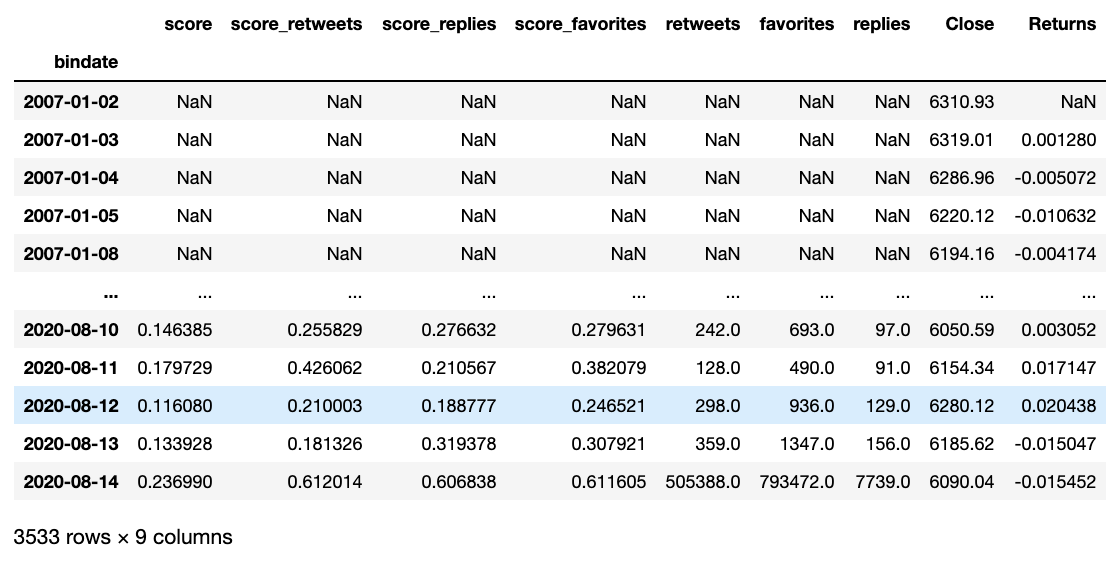 score score_retweets score_replies score_favorites retweets favorites replies Close Returns
bindate
2007-01-02 NaN NaN NaN NaN NaN NaN NaN 6310.93 NaN
2007-01-03 NaN NaN NaN NaN NaN NaN NaN 6319.01 0.001280
2007-01-04 NaN NaN NaN NaN NaN NaN NaN 6286.96 -0.005072
2007-01-05 NaN NaN NaN NaN NaN NaN NaN 6220.12 -0.010632
2007-01-08 NaN NaN NaN NaN NaN NaN NaN 6194.16 -0.004174
... ... ... ... ... ... ... ... ... ...
2020-08-10 0.146385 0.255829 0.276632 0.279631 242.0 693.0 97.0 6050.59 0.003052
2020-08-11 0.179729 0.426062 0.210567 0.382079 128.0 490.0 91.0 6154.34 0.017147
2020-08-12 0.116080 0.210003 0.188777 0.246521 298.0 936.0 129.0 6280.12 0.020438
2020-08-13 0.133928 0.181326 0.319378 0.307921 359.0 1347.0 156.0 6185.62 -0.015047
2020-08-14 0.236990 0.612014 0.606838 0.611605 505388.0 793472.0 7739.0 6090.04 -0.015452
3533 rows × 9 columns